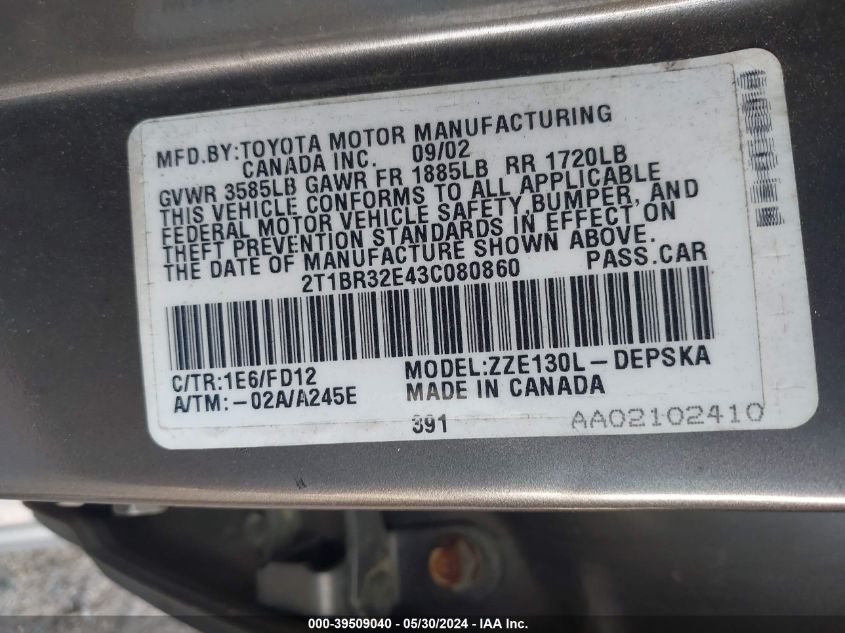 MFD.BY:TOYOTA MOTOR MANUFACTURING
CANADA INC. 09/02
GVWR 3585LB GAWR FR 1885LB RR 1720LB
THIS VEHICLE CONFORMS TO ALL APPLICABLE
FEDERAL MOTOR VEHICLE SAFETY,BUMPER, AND
THEFT PREVENTION STANDARDS IN EFFECT ON
THE DATE OF MANUFACTURE SHOWN ABOVE.
2T1BR32E43C080860 PASS.CAR
C/TR:1E6/FD12 MODEL:ZZE130L-DEPSKA
A/TM:-02A/A245E MADE IN CANADA
391 AA02102410
000-39509040 / 05/30/2024 - IAA Inc.